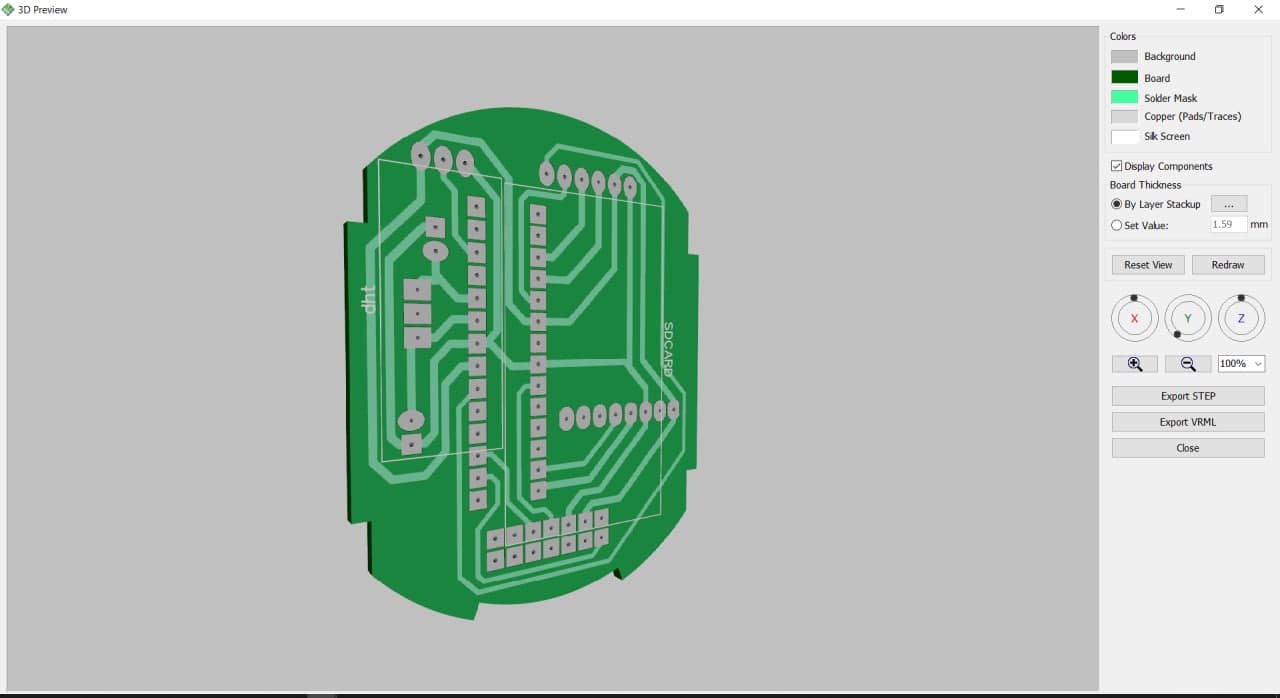 3D Preview
Colors
Background
Board
Solder Mask
Copper (Pads/Traces)
Silk Screen
Display Components
Board Thickness
By Layer Stackup
...
Set Value:
1.59
mm
Reset View
Redraw
X
Y
Z
100%
Export STEP
Export VRML
Close
dht
SDCARD